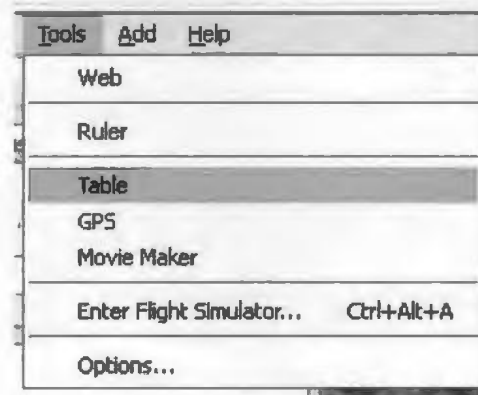 Tools Add Help
Web
Ruler
Table
GPS
Movie Maker
Enter Flight Simulator... Ctrl+Alt+A
Options...